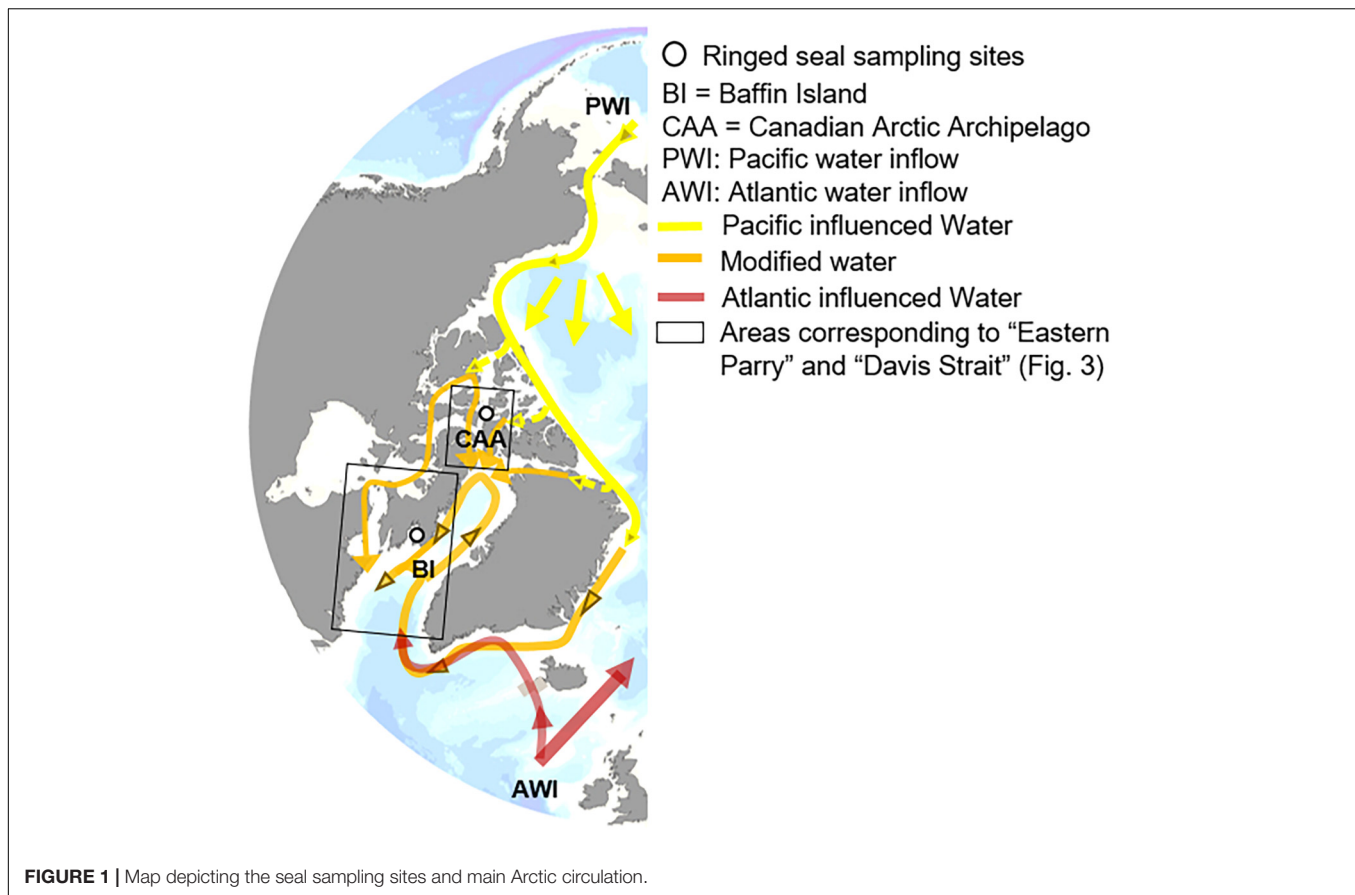 PWI
CAA
BI
AWI
Ringed seal sampling sites
BI = Baffin Island
CAA = Canadian Arctic Archipelago
PWI: Pacific water inflow
AWI: Atlantic water inflow
Pacific influenced Water
Modified water
Atlantic influenced Water
Areas corresponding to “Eastern
Parry” and “Davis Strait” (Fig. 3)
FIGURE 1 | Map depicting the seal sampling sites and main Arctic circulation.